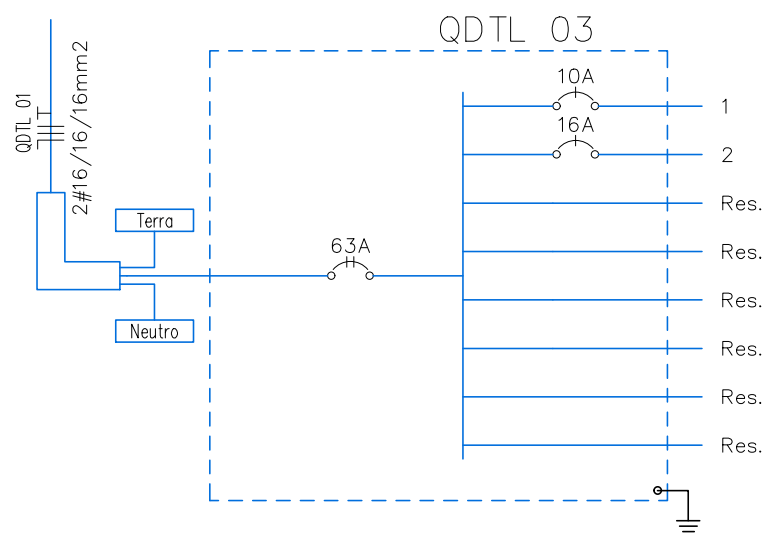 QDTL 03
QDTL 01
2#16/16/16mm2
Terra
Neutro
63A
10A
1
16A
2
Res.
Res.
Res.
Res.
Res.
Res.